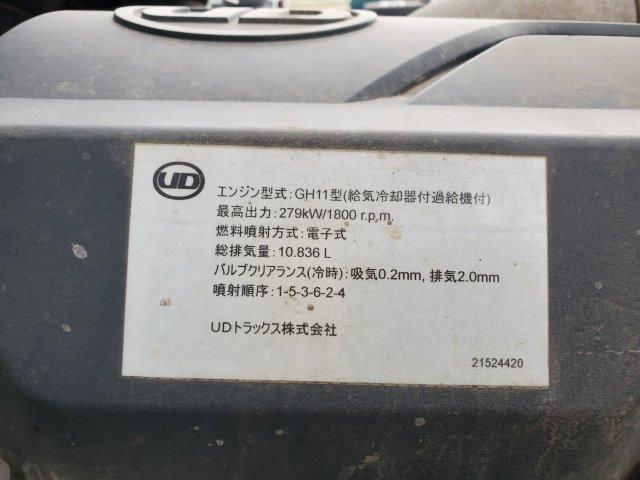 UD
UD
エンジン型式:GH11型(給気冷却器付過給機付)
最高出力:279kW/1800 r.p.m.
燃料噴射方式:電子式
総排気量:10.836 L
バルブクリアランス(冷時):吸気0.2mm, 排気2.0mm
噴射順序:1-5-3-6-2-4
UDトラックス株式会社
21524420